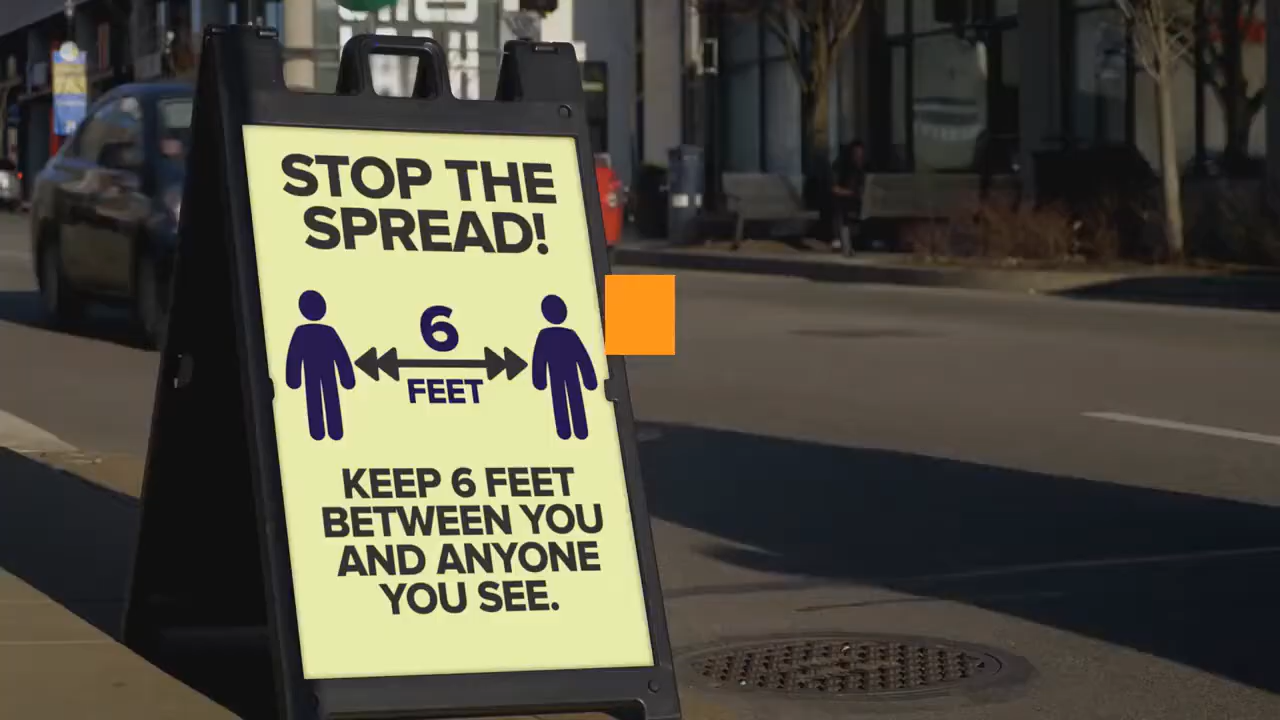 STOP THE
SPREAD!
6
FEET
KEEP 6 FEET
BETWEEN YOU
AND ANYONE
YOU SEE.